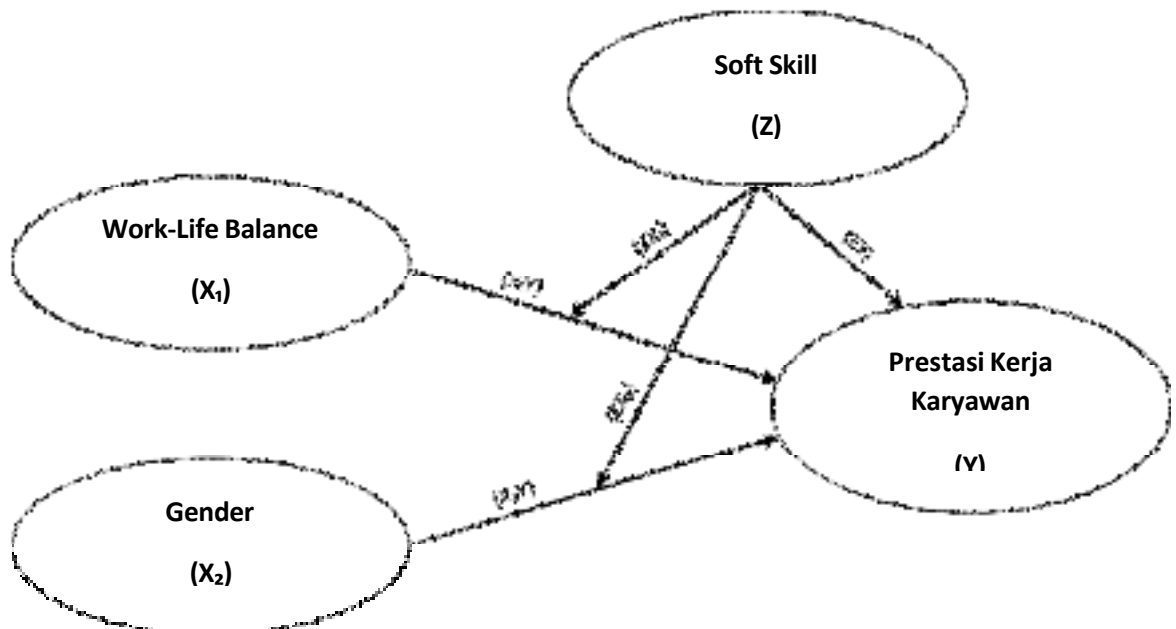 Soft Skill
(Z)
Work-Life Balance
(X₁)
Prestasi Kerja
Karyawan
(Y)
Gender
(X₂)